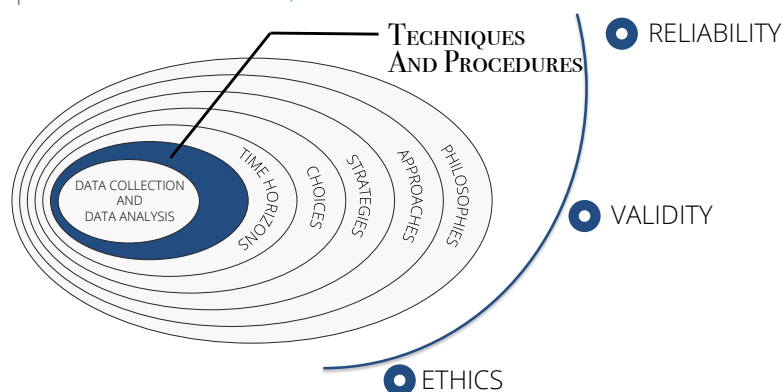 TECHNIQUES
AND PROCEDURES
RELIABILITY
DATA COLLECTION
AND
DATA ANALYSIS
TIME HORIZONS
CHOICES
STRATEGIES
APPROACHES
PHILOSOPHIES
VALIDITY
ETHICS